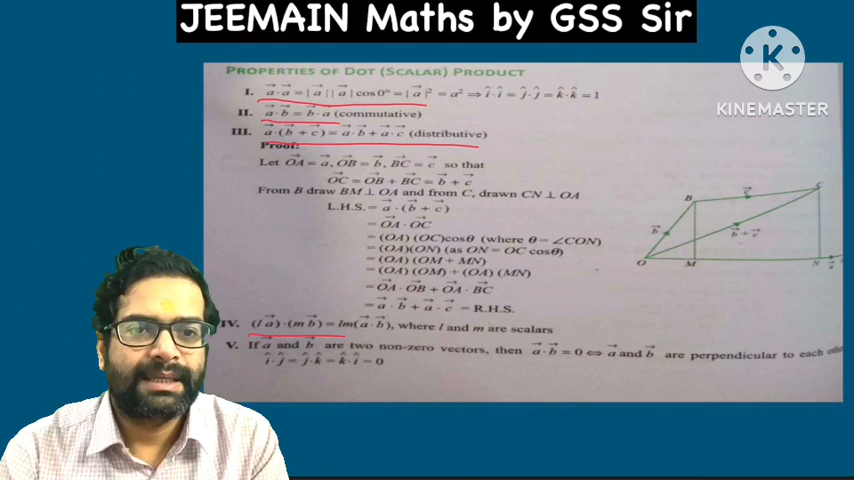 JEEMAIN Maths by GSS Sir
KINEMASTER
PROPERTIES OF DOT (SCALAR) PRODUCT
I. a⃗·a⃗ = |a⃗||a⃗|cos0° = |a⃗|² = a² ⇒ î·î = ĵ·ĵ = k̂·k̂ = 1
II. a⃗·b⃗ = b⃗·a⃗ (commutative)
III. a⃗·(b⃗ + c⃗) = a⃗·b⃗ + a⃗·c⃗ (distributive)
Proof:
Let OA⃗ = a⃗, OB⃗ = b⃗, BC⃗ = c⃗ so that
OC⃗ = OB⃗ + BC⃗ = b⃗ + c⃗
From B draw BM ⊥ OA and from C, drawn CN ⊥ OA
L.H.S. = a⃗·(b⃗ + c⃗)
= OA⃗·OC⃗
= (OA) (OC)cosθ (where θ = ∠CON)
= (OA)(ON) (as ON = OC cosθ)
= (OA) (OM + MN)
= (OA) (OM) + (OA) (MN)
= OA⃗·OB⃗ + OA⃗·BC⃗
= a⃗·b⃗ + a⃗·c⃗ = R.H.S.
IV. (l a⃗)·(m b⃗) = lm(a⃗·b⃗), where l and m are scalars
V. If a⃗ and b⃗ are two non-zero vectors, then a⃗·b⃗ = 0 ⇔ a⃗ and b⃗ are perpendicular to each othe
î·ĵ = ĵ·k̂ = k̂·î = 0
B c⃗ C
b⃗ b⃗ + c⃗
O M N
a⃗